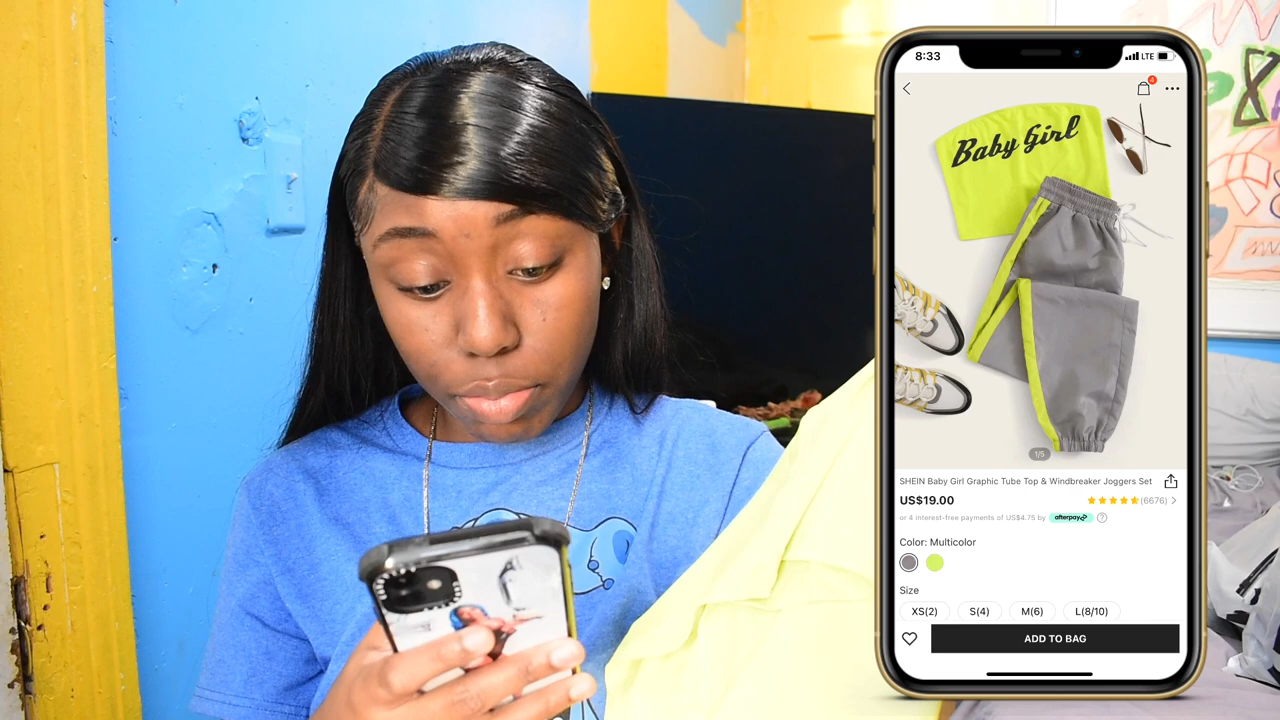 8:33
LTE
4
Baby Girl
1/5
SHEIN Baby Girl Graphic Tube Top & Windbreaker Joggers Set
US$19.00
(6676)
or 4 interest-free payments of US$4.75 by afterpay
?
Color: Multicolor
Size
XS(2) S(4) M(6) L(8/10)
ADD TO BAG